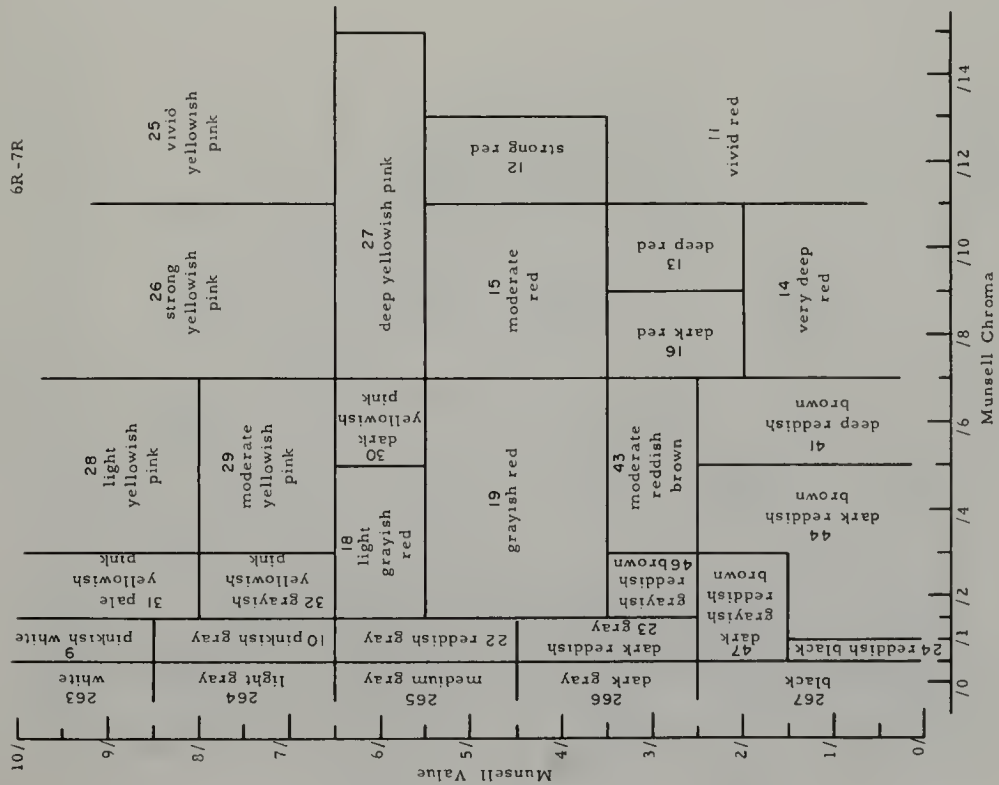 6R-7R
25
vivid
yellowish
pink
26
strong
yellowish
pink
28
light
yellowish
pink
31 pale
yellowish
pink
9
pinkish white
263
white
29
moderate
yellowish
pink
32 grayish
yellowish
pink
10 pinkish gray
264
light gray
27
deep yellowish pink
30
dark
yellowish
pink
18
light
grayish
red
22 reddish gray
265
medium gray
12
strong red
15
moderate
red
19
grayish red
11
vivid red
13
deep red
16
dark red
43
moderate
reddish
brown
grayish
reddish
46 brown
dark reddish
23 gray
266
dark gray
14
very deep
red
41
deep reddish
brown
44
dark reddish
brown
47
dark
grayish
reddish
brown
24 reddish black
267
black
Munsell Value
10/
9/
8/
7/
6/
5/
4/
3/
2/
1/
0/
/0
/1
/2
/4
/6
/8
/10
/12
/14
Munsell Chroma